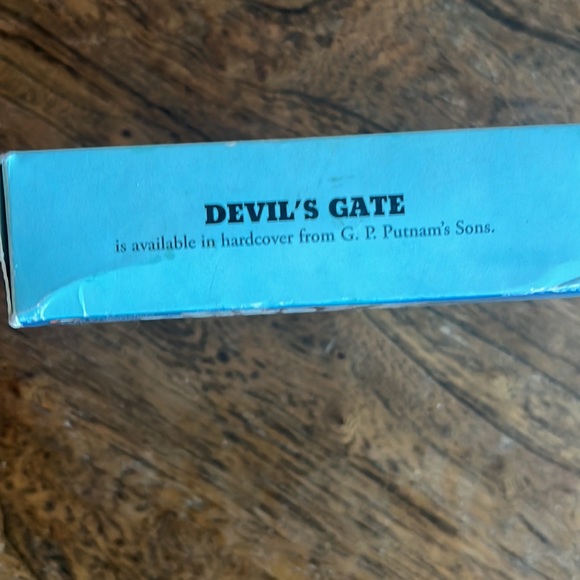 DEVIL'S GATE
is available in hardcover from G. P. Putnam's Sons.